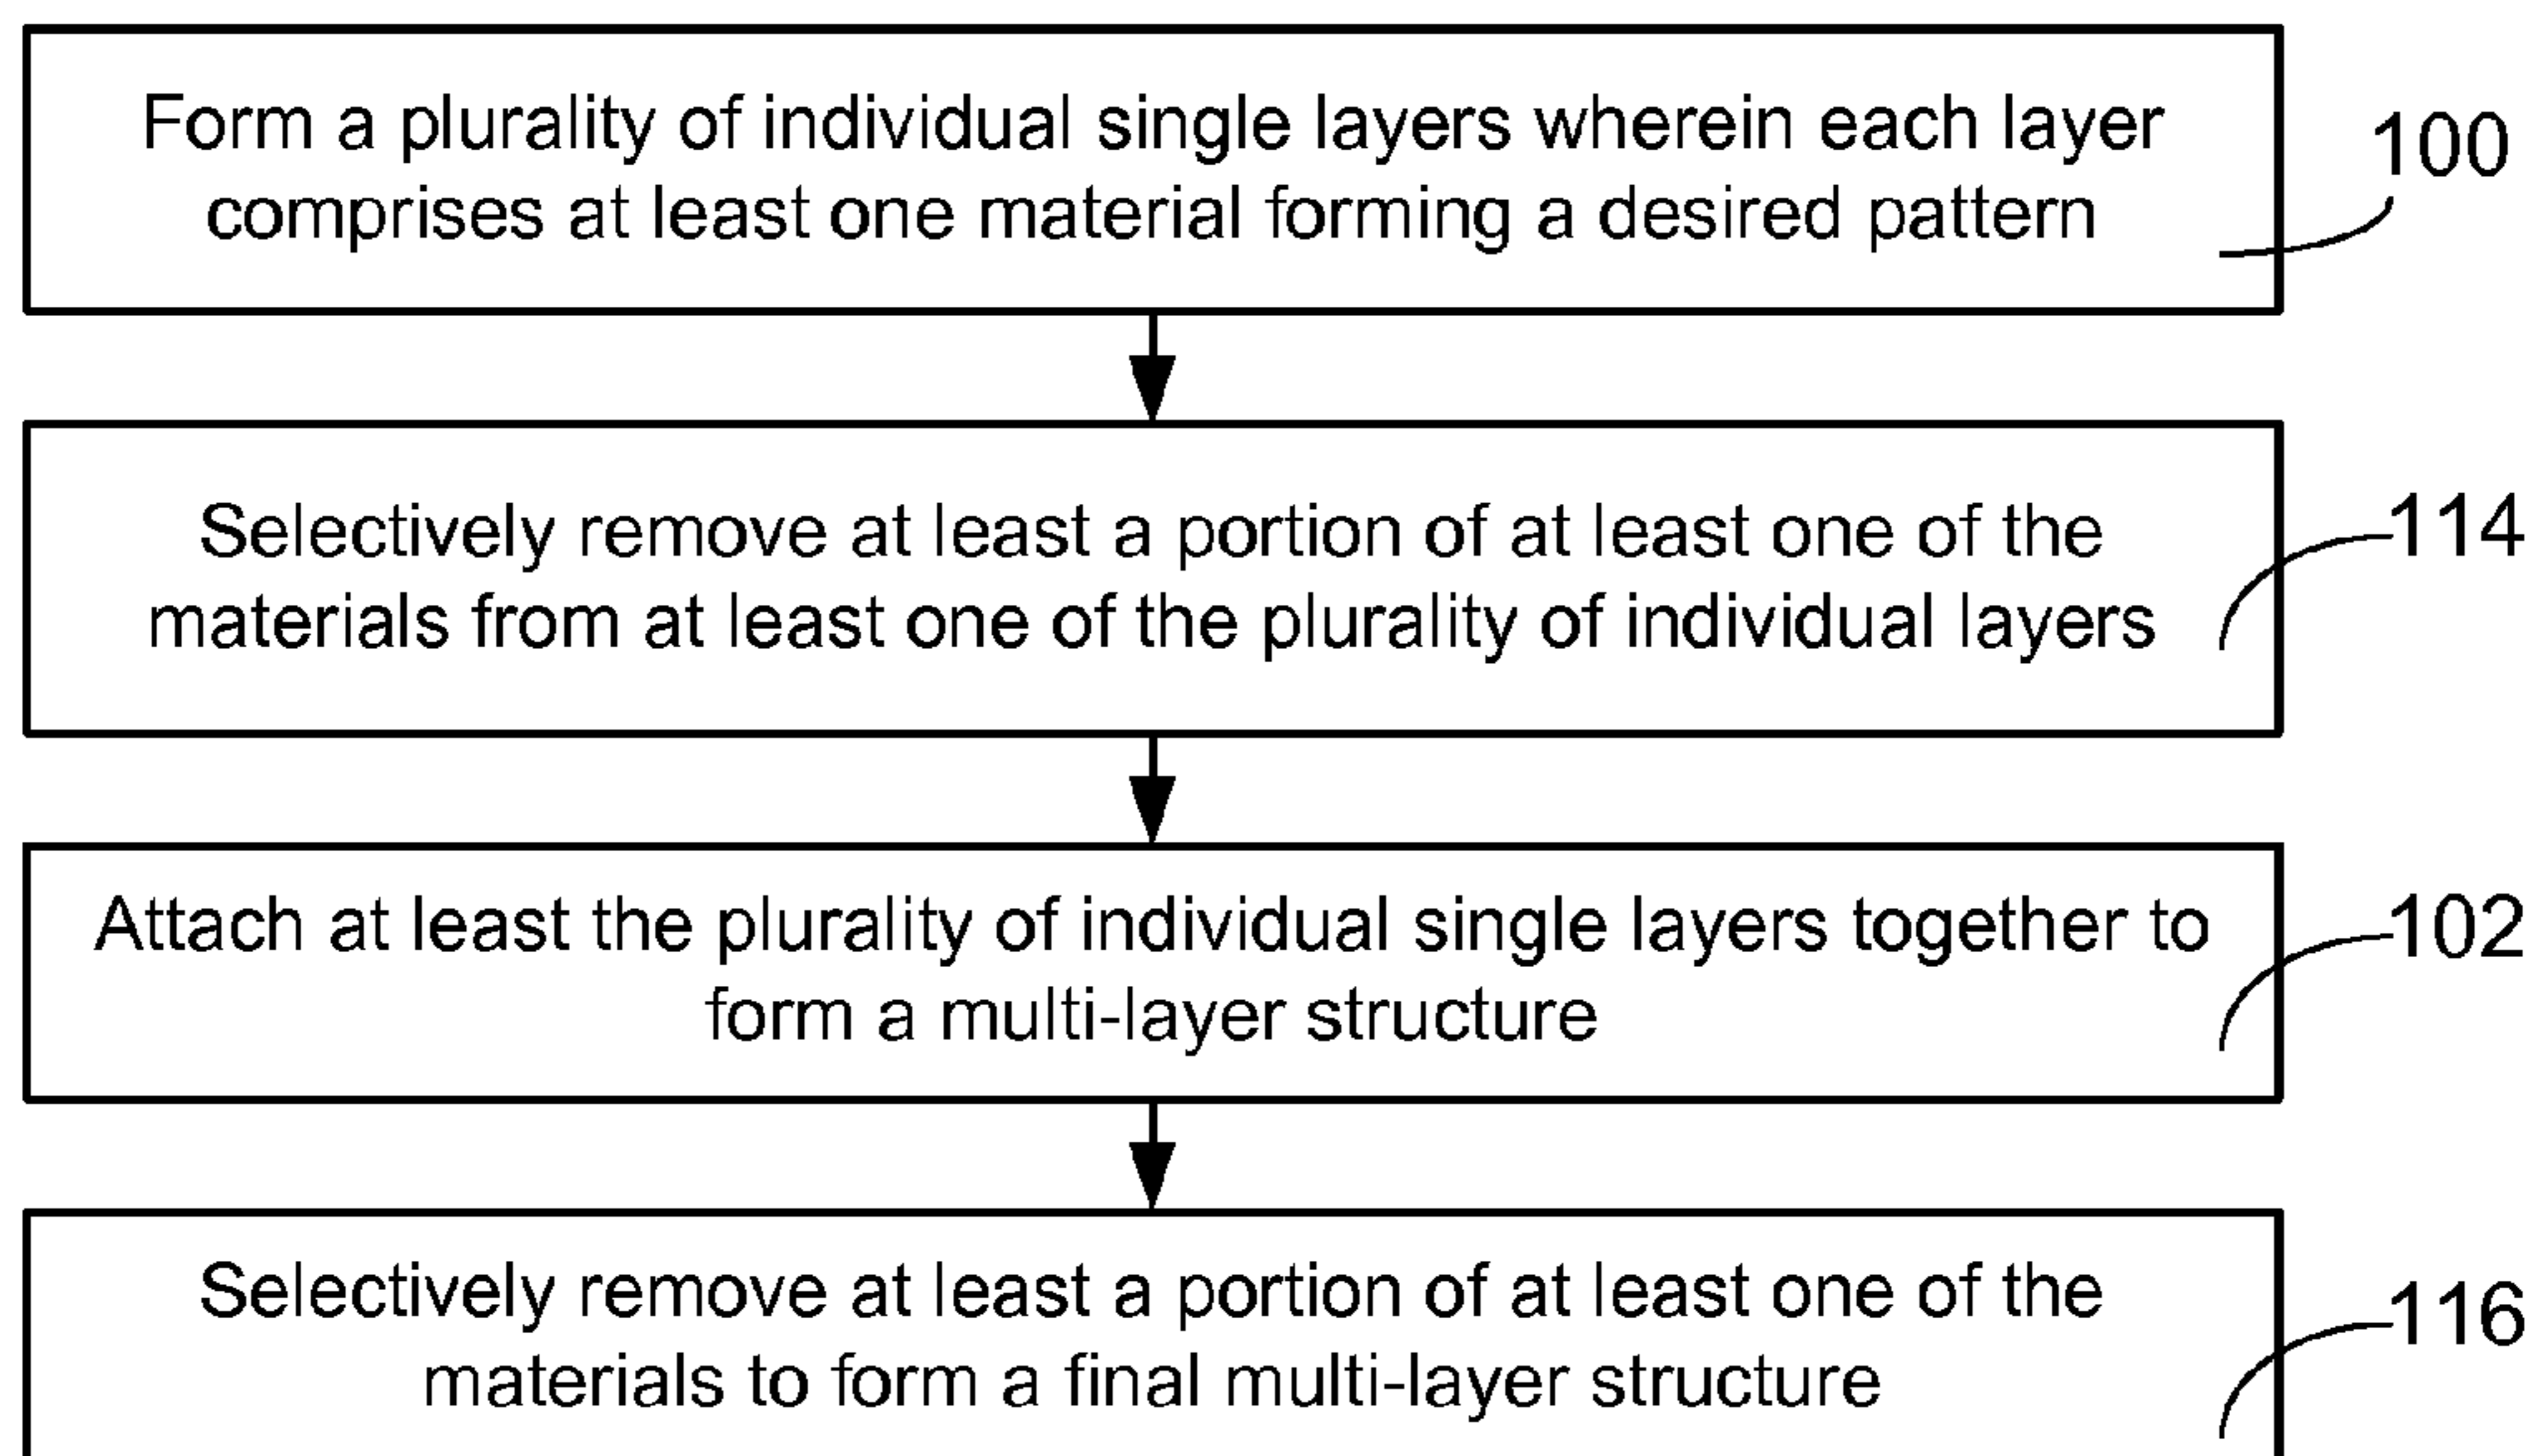 Form a plurality of individual single layers wherein each layer
comprises at least one material forming a desired pattern
100
Selectively remove at least a portion of at least one of the
materials from at least one of the plurality of individual layers
114
Attach at least the plurality of individual single layers together to
form a multi-layer structure
102
Selectively remove at least a portion of at least one of the
materials to form a final multi-layer structure
116